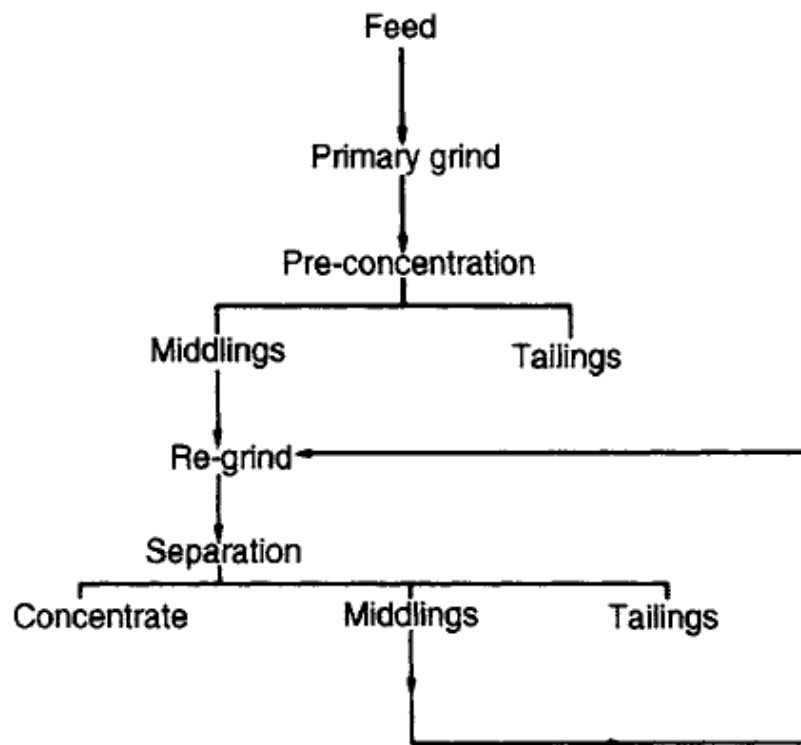 Feed
Primary grind
Pre-concentration
Middlings
Tailings
Re-grind
Separation
Concentrate
Middlings
Tailings